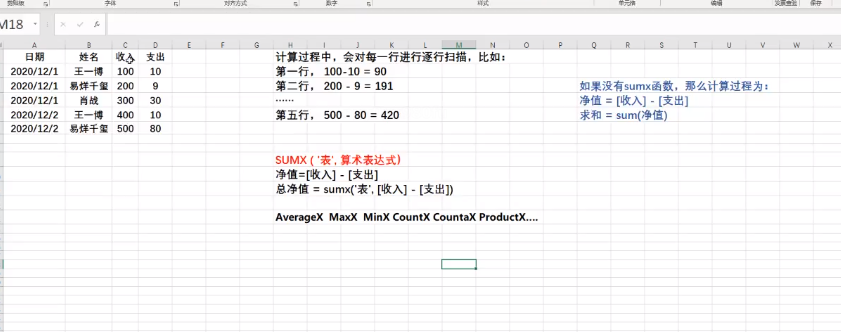 剪贴板 字体 对齐方式 数字 样式 单元格 编辑 发票查验 保存
M18
fx
A B C D E F G H I J K L M N O P Q R S T U V W X
日期 姓名 收入 支出
2020/12/1 王一博 100 10
2020/12/1 易烊千玺 200 9
2020/12/1 肖战 300 30
2020/12/2 王一博 400 10
2020/12/2 易烊千玺 500 80
计算过程中，会对每一行进行逐行扫描，比如：
第一行， 100-10 = 90
第二行， 200 - 9 = 191
……
第五行， 500 - 80 = 420
如果没有sumx函数，那么计算过程为：
净值 = [收入] - [支出]
求和 = sum(净值)
SUMX ( '表', 算术表达式)
净值=[收入] - [支出]
总净值 = sumx('表', [收入] - [支出])
AverageX MaxX MinX CountX CountaX ProductX....